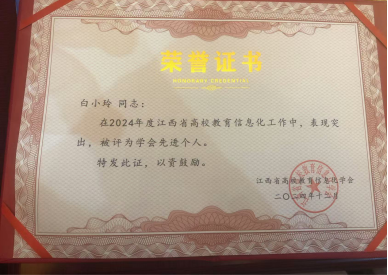 荣誉证书
HONORARY CREDENTIAL
白小玲 同志：
在2024年度江西省高校教育信息化工作中，表现突
出，被评为学会先进个人。
特发此证，以资鼓励。
江西省高校教育信息化学会
二〇二四年十二月